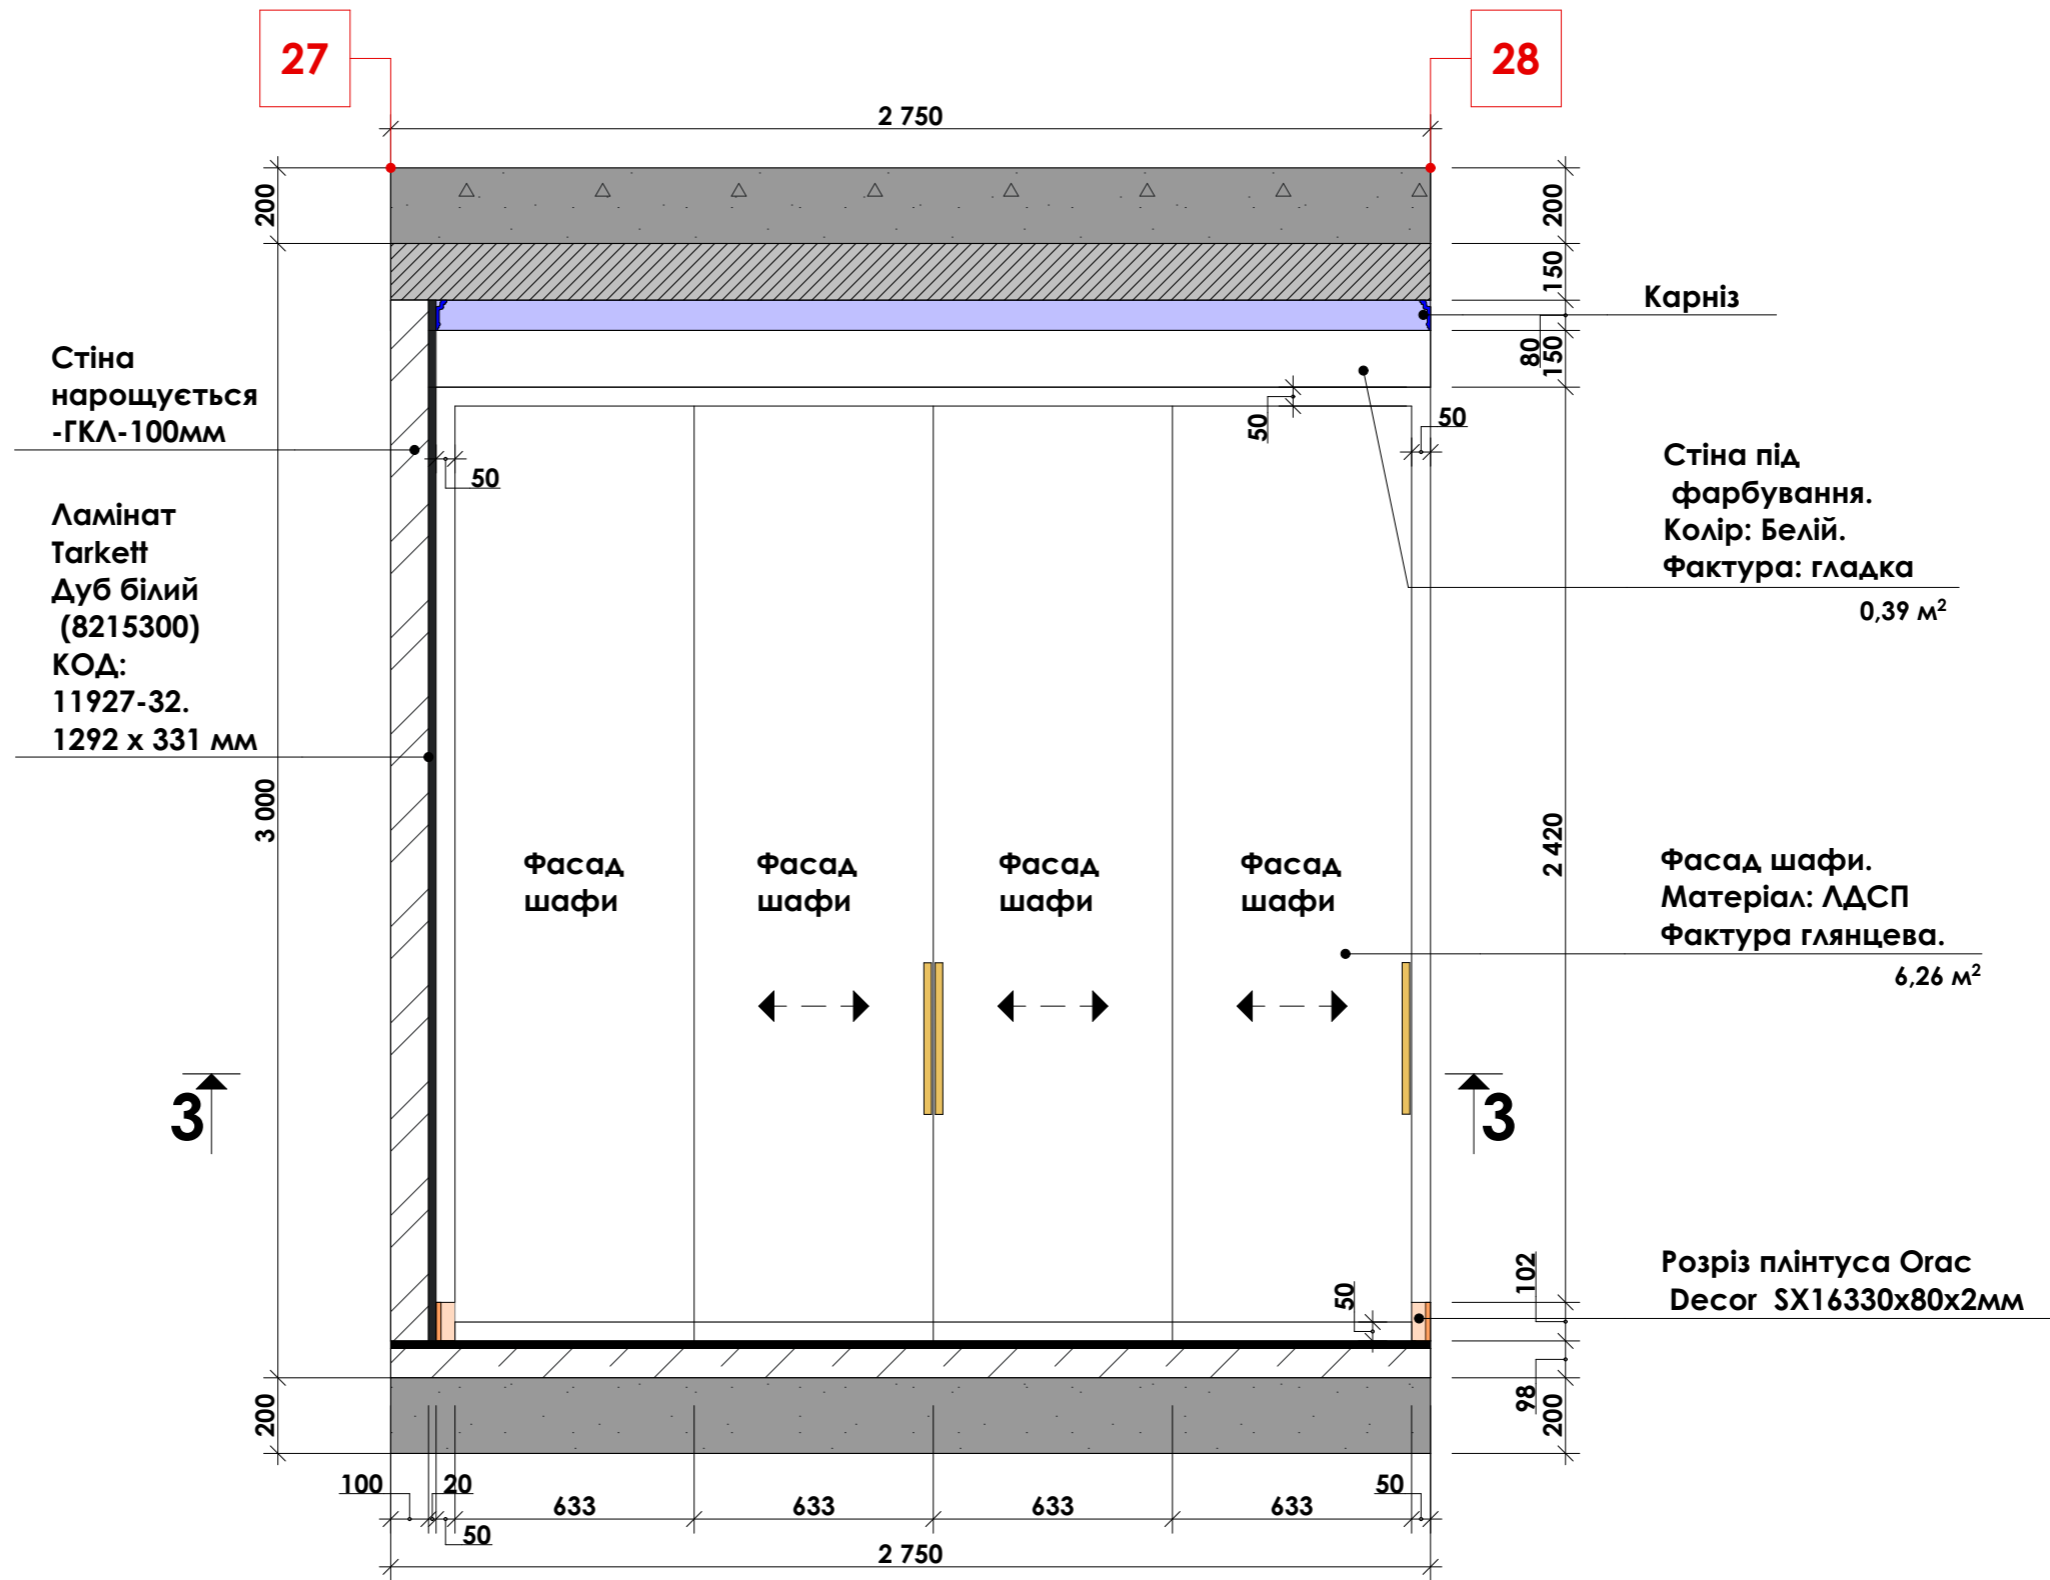 27
28
2 750
200
200
150
Карніз
80
150
Стіна
нарощується
-ГКЛ-100мм
50
50
50
Стіна під
фарбування.
Колір: Белій.
Фактура: гладка
0,39 м²
Ламінат
Tarkett
Дуб білий
(8215300)
КОД:
11927-32.
1292 x 331 мм
3 000
2 420
Фасад
шафи
Фасад
шафи
Фасад
шафи
Фасад
шафи
Фасад шафи.
Матеріал: ЛДСП
Фактура глянцева.
6,26 м²
3
3
102
50
Розріз плінтуса Orac
Decor SX16330x80x2мм
98
200
200
100
20
50
633
633
633
633
50
2 750